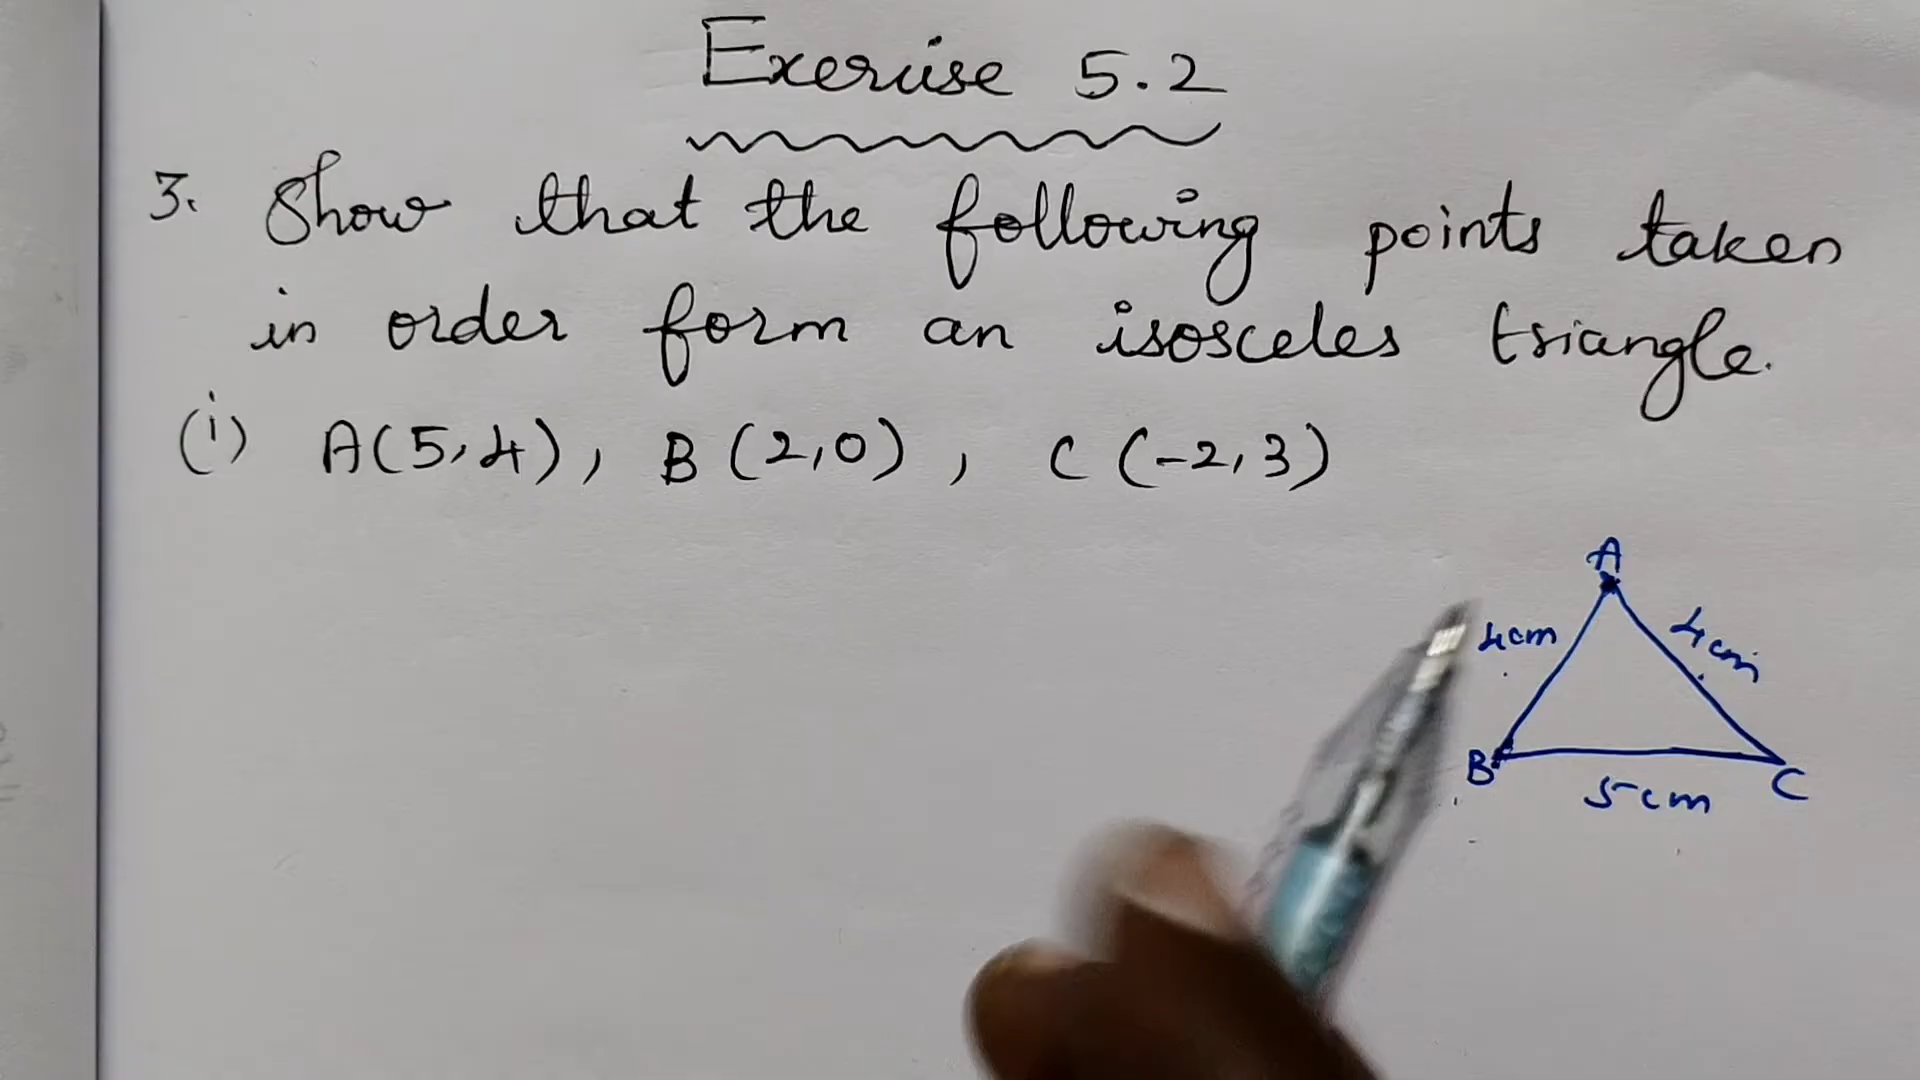 Exercise 5.2
3. Show that the following points taken
in order form an isosceles triangle.
(i) A(5,4), B(2,0), C(-2,3)
A
4cm
4cm
B
C
5cm